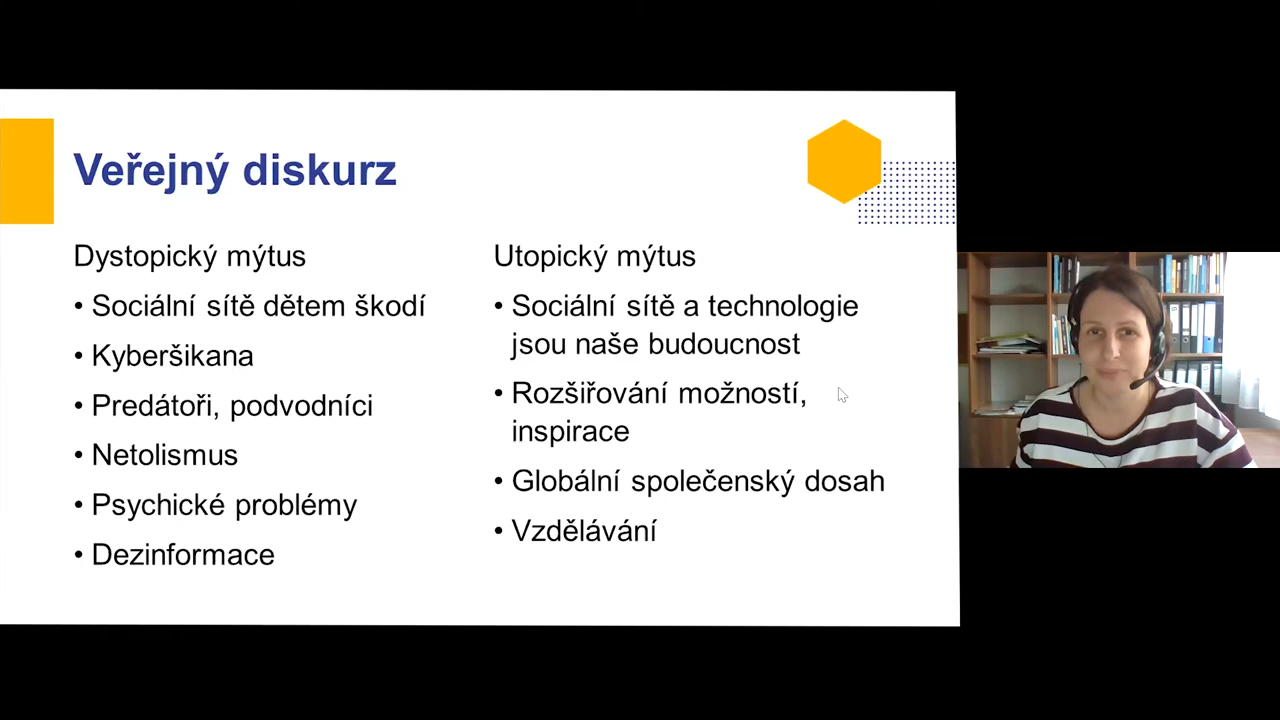 Veřejný diskurz
Dystopický mýtus
• Sociální sítě dětem škodí
• Kyberšikana
• Predátoři, podvodníci
• Netolismus
• Psychické problémy
• Dezinformace
Utopický mýtus
• Sociální sítě a technologie
jsou naše budoucnost
• Rozšiřování možností,
inspirace
• Globální společenský dosah
• Vzdělávání